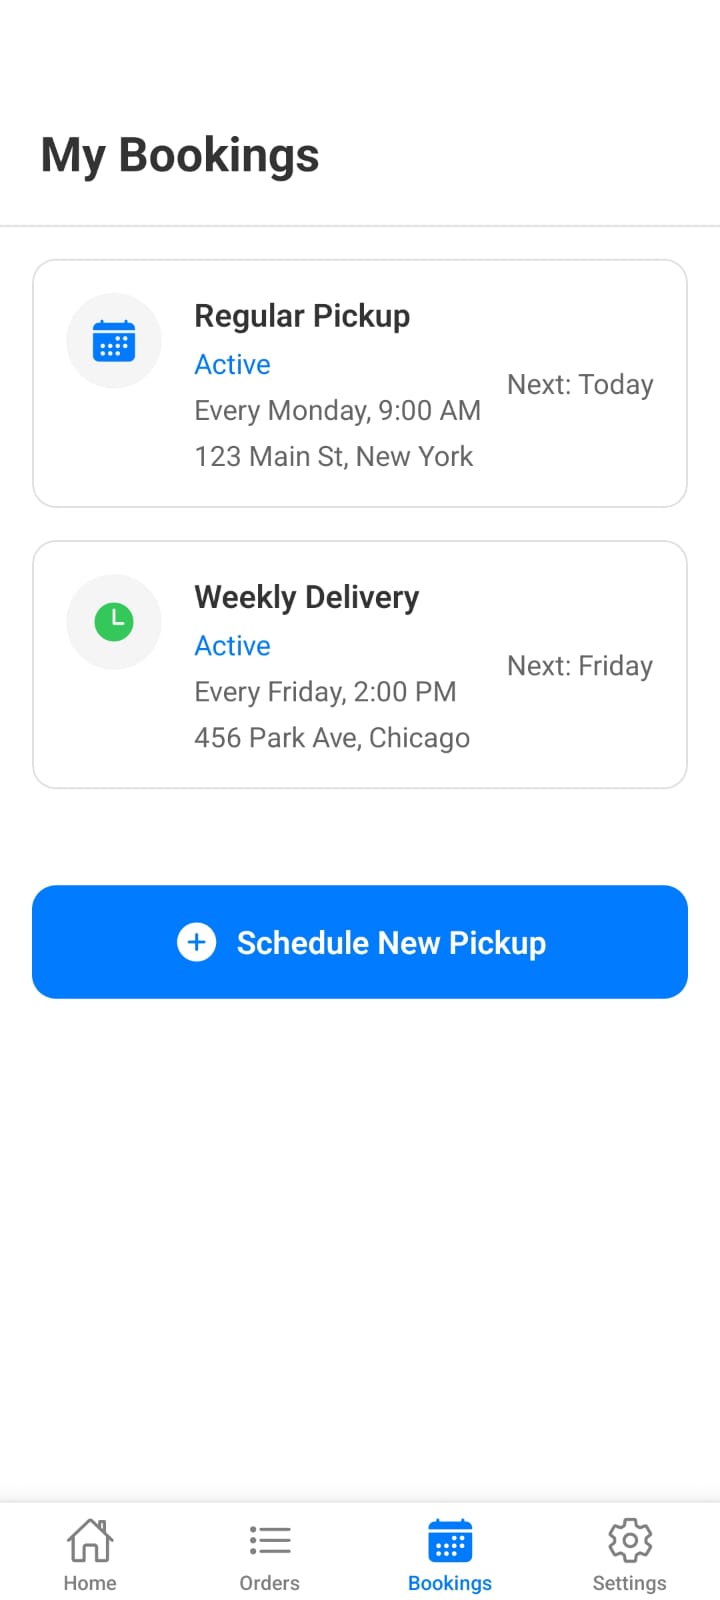 My Bookings
Regular Pickup
Active
Every Monday, 9:00 AM
123 Main St, New York
Next: Today
Weekly Delivery
Active
Every Friday, 2:00 PM
456 Park Ave, Chicago
Next: Friday
Schedule New Pickup
Home
Orders
Bookings
Settings